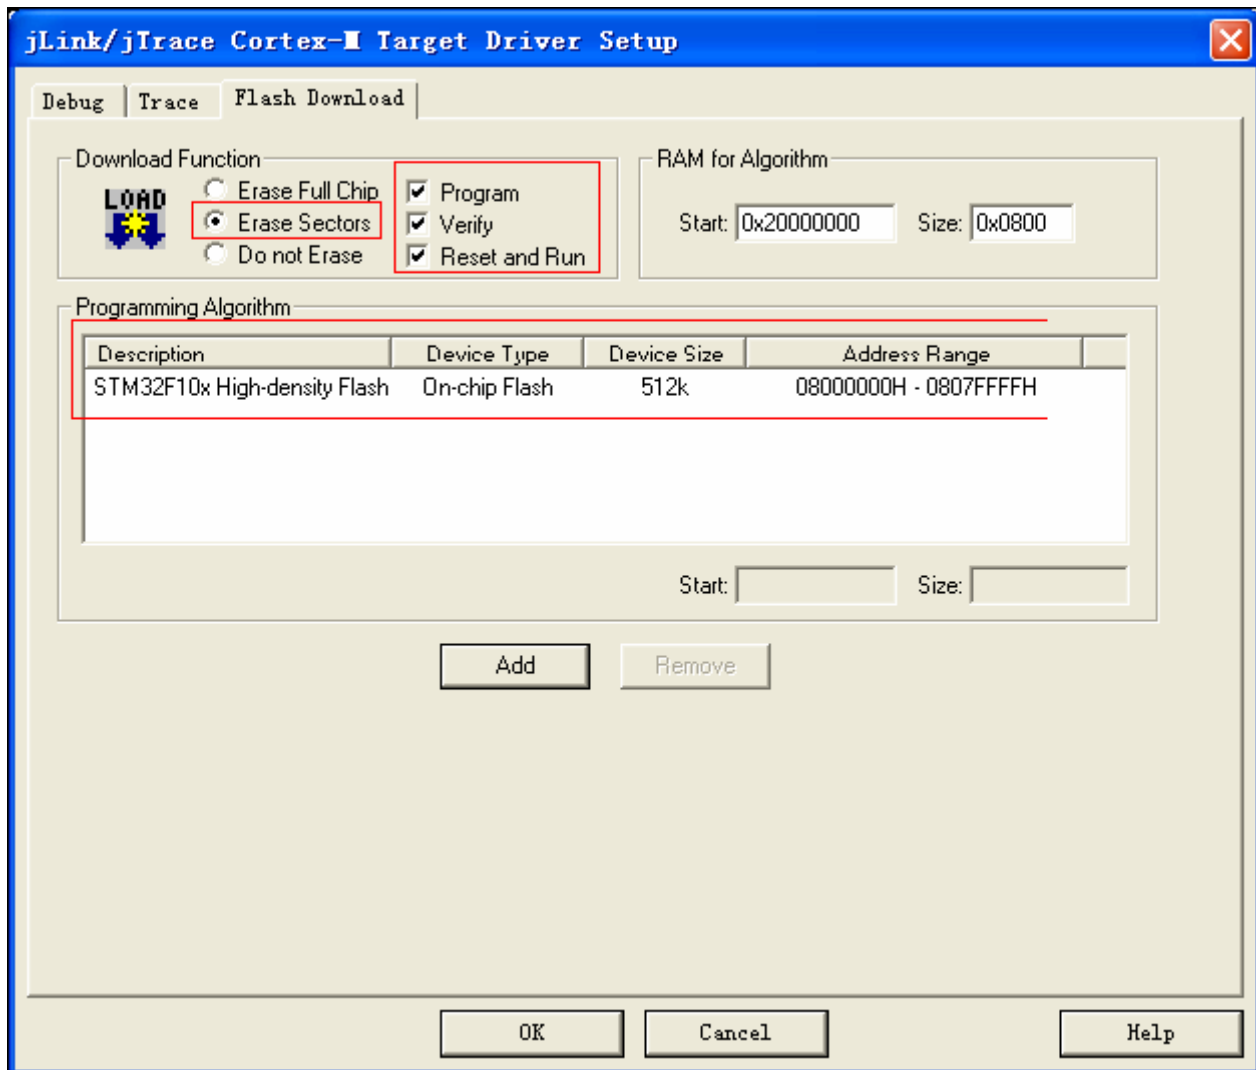 jLink/jTrace Cortex-M Target Driver Setup
Debug Trace Flash Download
Download Function
LOAD
Erase Full Chip
Erase Sectors
Do not Erase
Program
Verify
Reset and Run
RAM for Algorithm
Start: 0x20000000 Size: 0x0800
Programming Algorithm
Description Device Type Device Size Address Range
STM32F10x High-density Flash On-chip Flash 512k 08000000H - 0807FFFFH
Start: Size:
Add Remove
OK Cancel Help